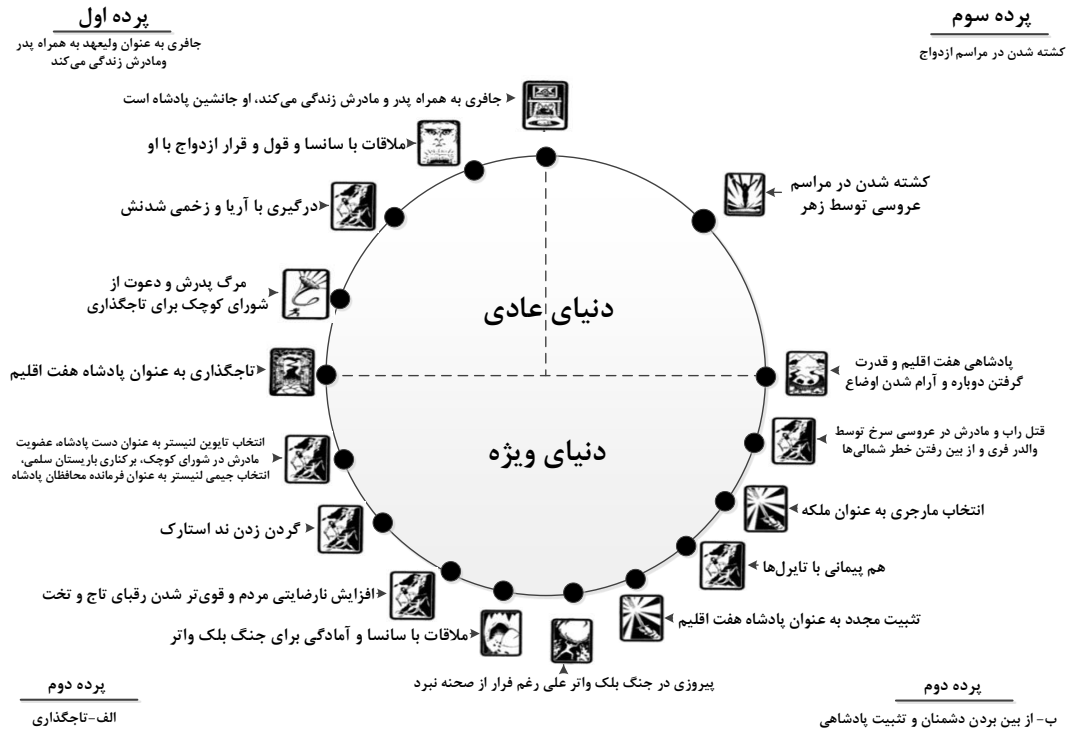 پرده اول
جافری به عنوان ولیعهد به همراه پدر
ومادرش زندگی می‌کند
پرده سوم
کشته شدن در مراسم ازدواج
جافری به همراه پدر و مادرش زندگی می‌کند، او جانشین پادشاه است
ملاقات با سانسا و قول و قرار ازدواج با او
درگیری با آریا و زخمی شدنش
مرگ پدرش و دعوت از
شورای کوچک برای تاجگذاری
تاجگذاری به عنوان پادشاه هفت اقلیم
انتخاب تایوین لنیستر به عنوان دست پادشاه، عضویت
مادرش در شورای کوچک، برکناری باریستان سلمی،
انتخاب جیمی لنیستر به عنوان فرمانده محافظان پادشاه
گردن زدن ند استارک
افزایش نارضایتی مردم و قوی‌تر شدن رقبای تاج و تخت
ملاقات با سانسا و آمادگی برای جنگ بلک واتر
پیروزی در جنگ بلک واتر علی رغم فرار از صحنه نبرد
تثبیت مجدد به عنوان پادشاه هفت اقلیم
هم پیمانی با تایرل‌ها
انتخاب مارجری به عنوان ملکه
قتل راب و مادرش در عروسی سرخ توسط
والدر فری و از بین رفتن خطر شمالی‌ها
پادشاهی هفت اقلیم و قدرت
گرفتن دوباره و آرام شدن اوضاع
کشته شدن در مراسم
عروسی توسط زهر
دنیای عادی
دنیای ویژه
پرده دوم
الف-تاجگذاری
پرده دوم
ب- از بین بردن دشمنان و تثبیت پادشاهی